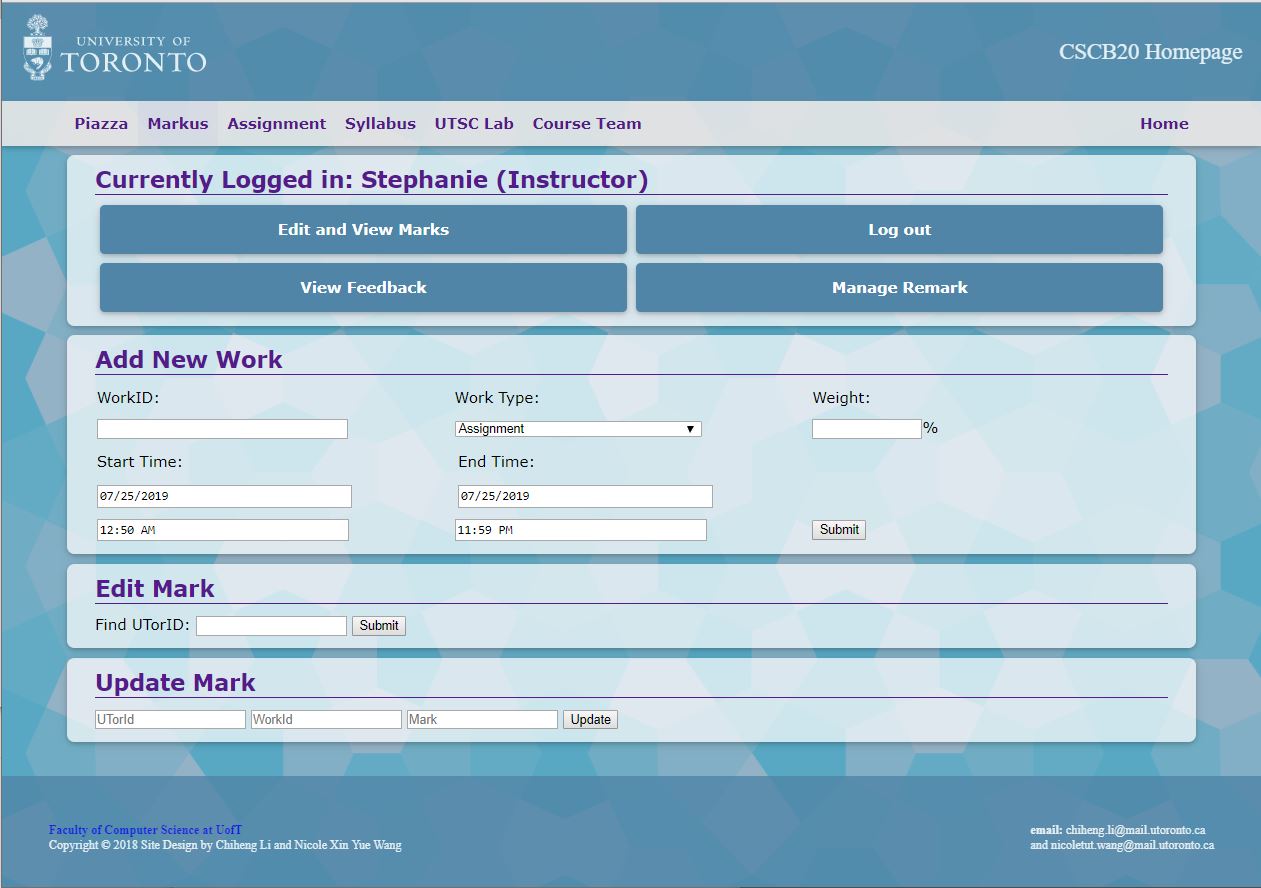 UNIVERSITY OF
TORONTO
CSCB20 Homepage
Piazza Markus Assignment Syllabus UTSC Lab Course Team Home
Currently Logged in: Stephanie (Instructor)
Edit and View Marks Log out
View Feedback Manage Remark
Add New Work
WorkID: Work Type: Weight:
Assignment %
Start Time: End Time:
07/25/2019 07/25/2019
12:50 AM 11:59 PM Submit
Edit Mark
Find UTorID: Submit
Update Mark
UTorId WorkId Mark Update
Faculty of Computer Science at UofT
Copyright © 2018 Site Design by Chiheng Li and Nicole Xin Yue Wang
email: chiheng.li@mail.utoronto.ca
and nicoletut.wang@mail.utoronto.ca